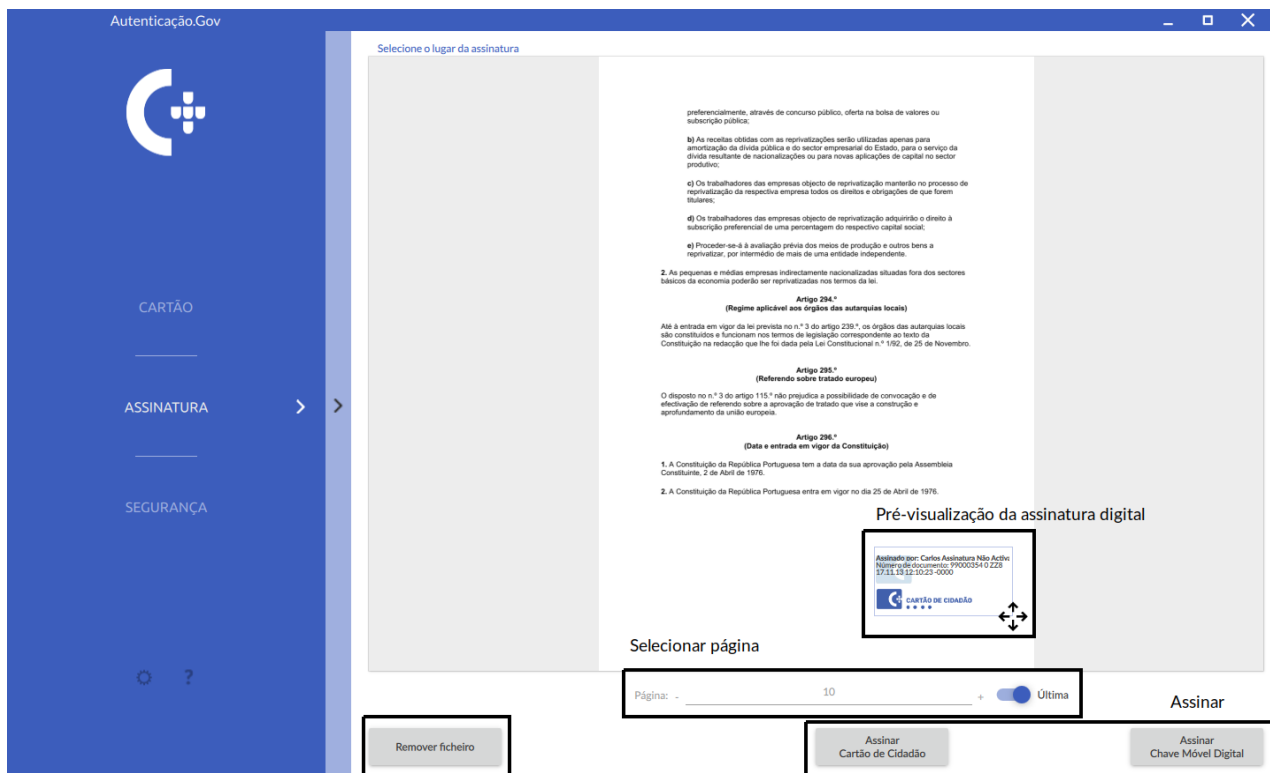 Autenticação.Gov
CARTÃO
ASSINATURA
SEGURANÇA
?
Selecione o lugar da assinatura
preferencialmente, através de concurso público, oferta na bolsa de valores ou
subscrição pública;
b) As receitas obtidas com as reprivatizações serão utilizadas apenas para
amortização da dívida pública e do sector empresarial do Estado, para o serviço da
dívida resultante de nacionalizações ou para novas aplicações de capital no sector
produtivo;
c) Os trabalhadores das empresas objecto de reprivatização manterão no processo de
reprivatização da respectiva empresa todos os direitos e obrigações de que forem
titulares;
d) Os trabalhadores das empresas objecto de reprivatização adquirirão o direito à
subscrição preferencial de uma percentagem do respectivo capital social;
e) Proceder-se-á à avaliação prévia dos meios de produção e outros bens a
reprivatizar, por intermédio de mais de uma entidade independente.
2. As pequenas e médias empresas indirectamente nacionalizadas situadas fora dos sectores
básicos da economia poderão ser reprivatizadas nos termos da lei.
Artigo 294.º
(Regime aplicável aos órgãos das autarquias locais)
Até à entrada em vigor da lei prevista no n.º 3 do artigo 239.º, os órgãos das autarquias locais
são constituídos e funcionam nos termos de legislação correspondente ao texto da
Constituição na redacção que lhe foi dada pela Lei Constitucional n.º 1/92, de 25 de Novembro.
Artigo 295.º
(Referendo sobre tratado europeu)
O disposto no n.º 3 do artigo 115.º não prejudica a possibilidade de convocação e de
efectivação de referendo sobre a aprovação de tratado que vise a construção e
aprofundamento da união europeia.
Artigo 296.º
(Data e entrada em vigor da Constituição)
1. A Constituição da República Portuguesa tem a data da sua aprovação pela Assembleia
Constituinte, 2 de Abril de 1976.
2. A Constituição da República Portuguesa entra em vigor no dia 25 de Abril de 1976.
Pré-visualização da assinatura digital
Assinado por: Carlos Assinatura Não Activa
Número de documento: 99000354 0 ZZ8
17.11.13 12:10:23 -0000
CARTÃO DE CIDADÃO
Selecionar página
Página: - 10 + Última
Assinar
Remover ficheiro
Assinar
Cartão de Cidadão
Assinar
Chave Móvel Digital